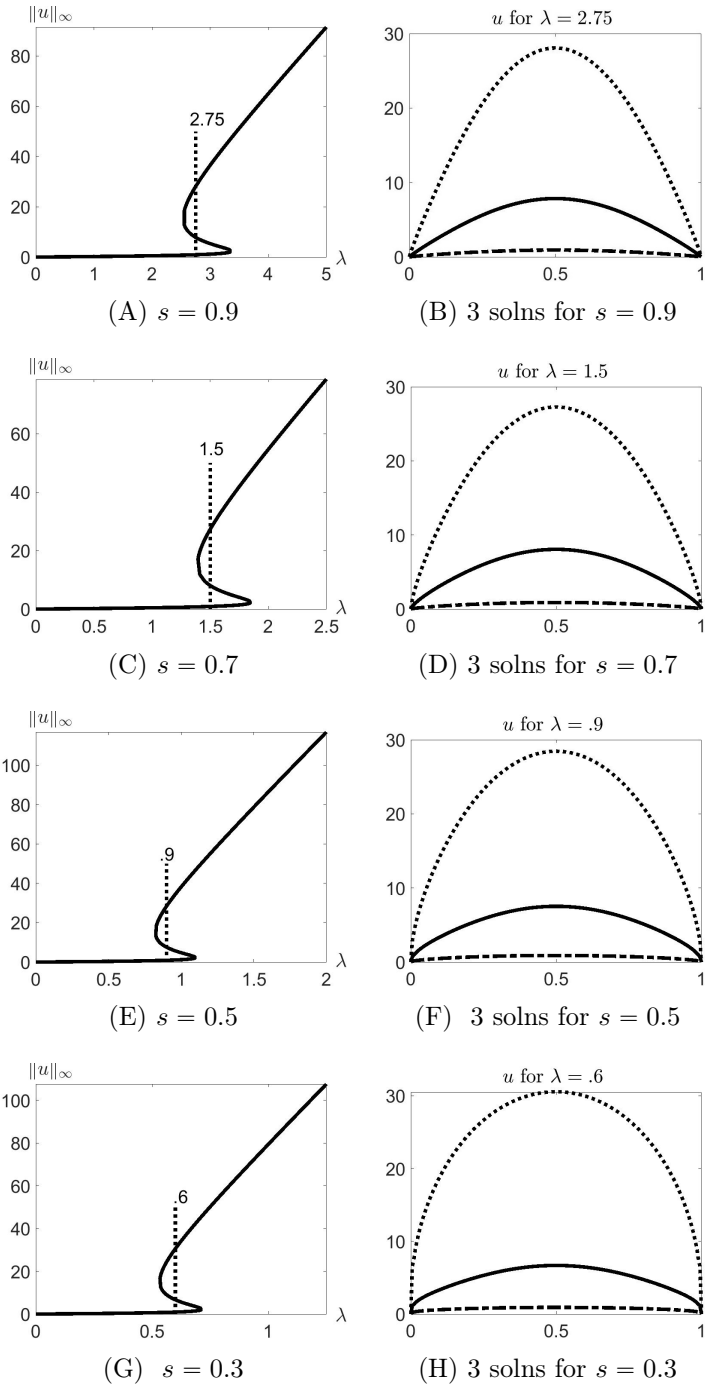 ‖u‖∞
80
60
40
20
0
2.75
0 1 2 3 4 5 λ
(A) s = 0.9
u for λ = 2.75
30
20
10
0
0 0.5 1
(B) 3 solns for s = 0.9
‖u‖∞
60
40
20
0
1.5
0 0.5 1 1.5 2 2.5 λ
(C) s = 0.7
u for λ = 1.5
30
20
10
0
0 0.5 1
(D) 3 solns for s = 0.7
‖u‖∞
100
80
60
40
20
0
.9
0 0.5 1 1.5 2 λ
(E) s = 0.5
u for λ = .9
30
20
10
0
0 0.5 1
(F) 3 solns for s = 0.5
‖u‖∞
100
80
60
40
20
0
.6
0 0.5 1 λ
(G) s = 0.3
u for λ = .6
30
20
10
0
0 0.5 1
(H) 3 solns for s = 0.3